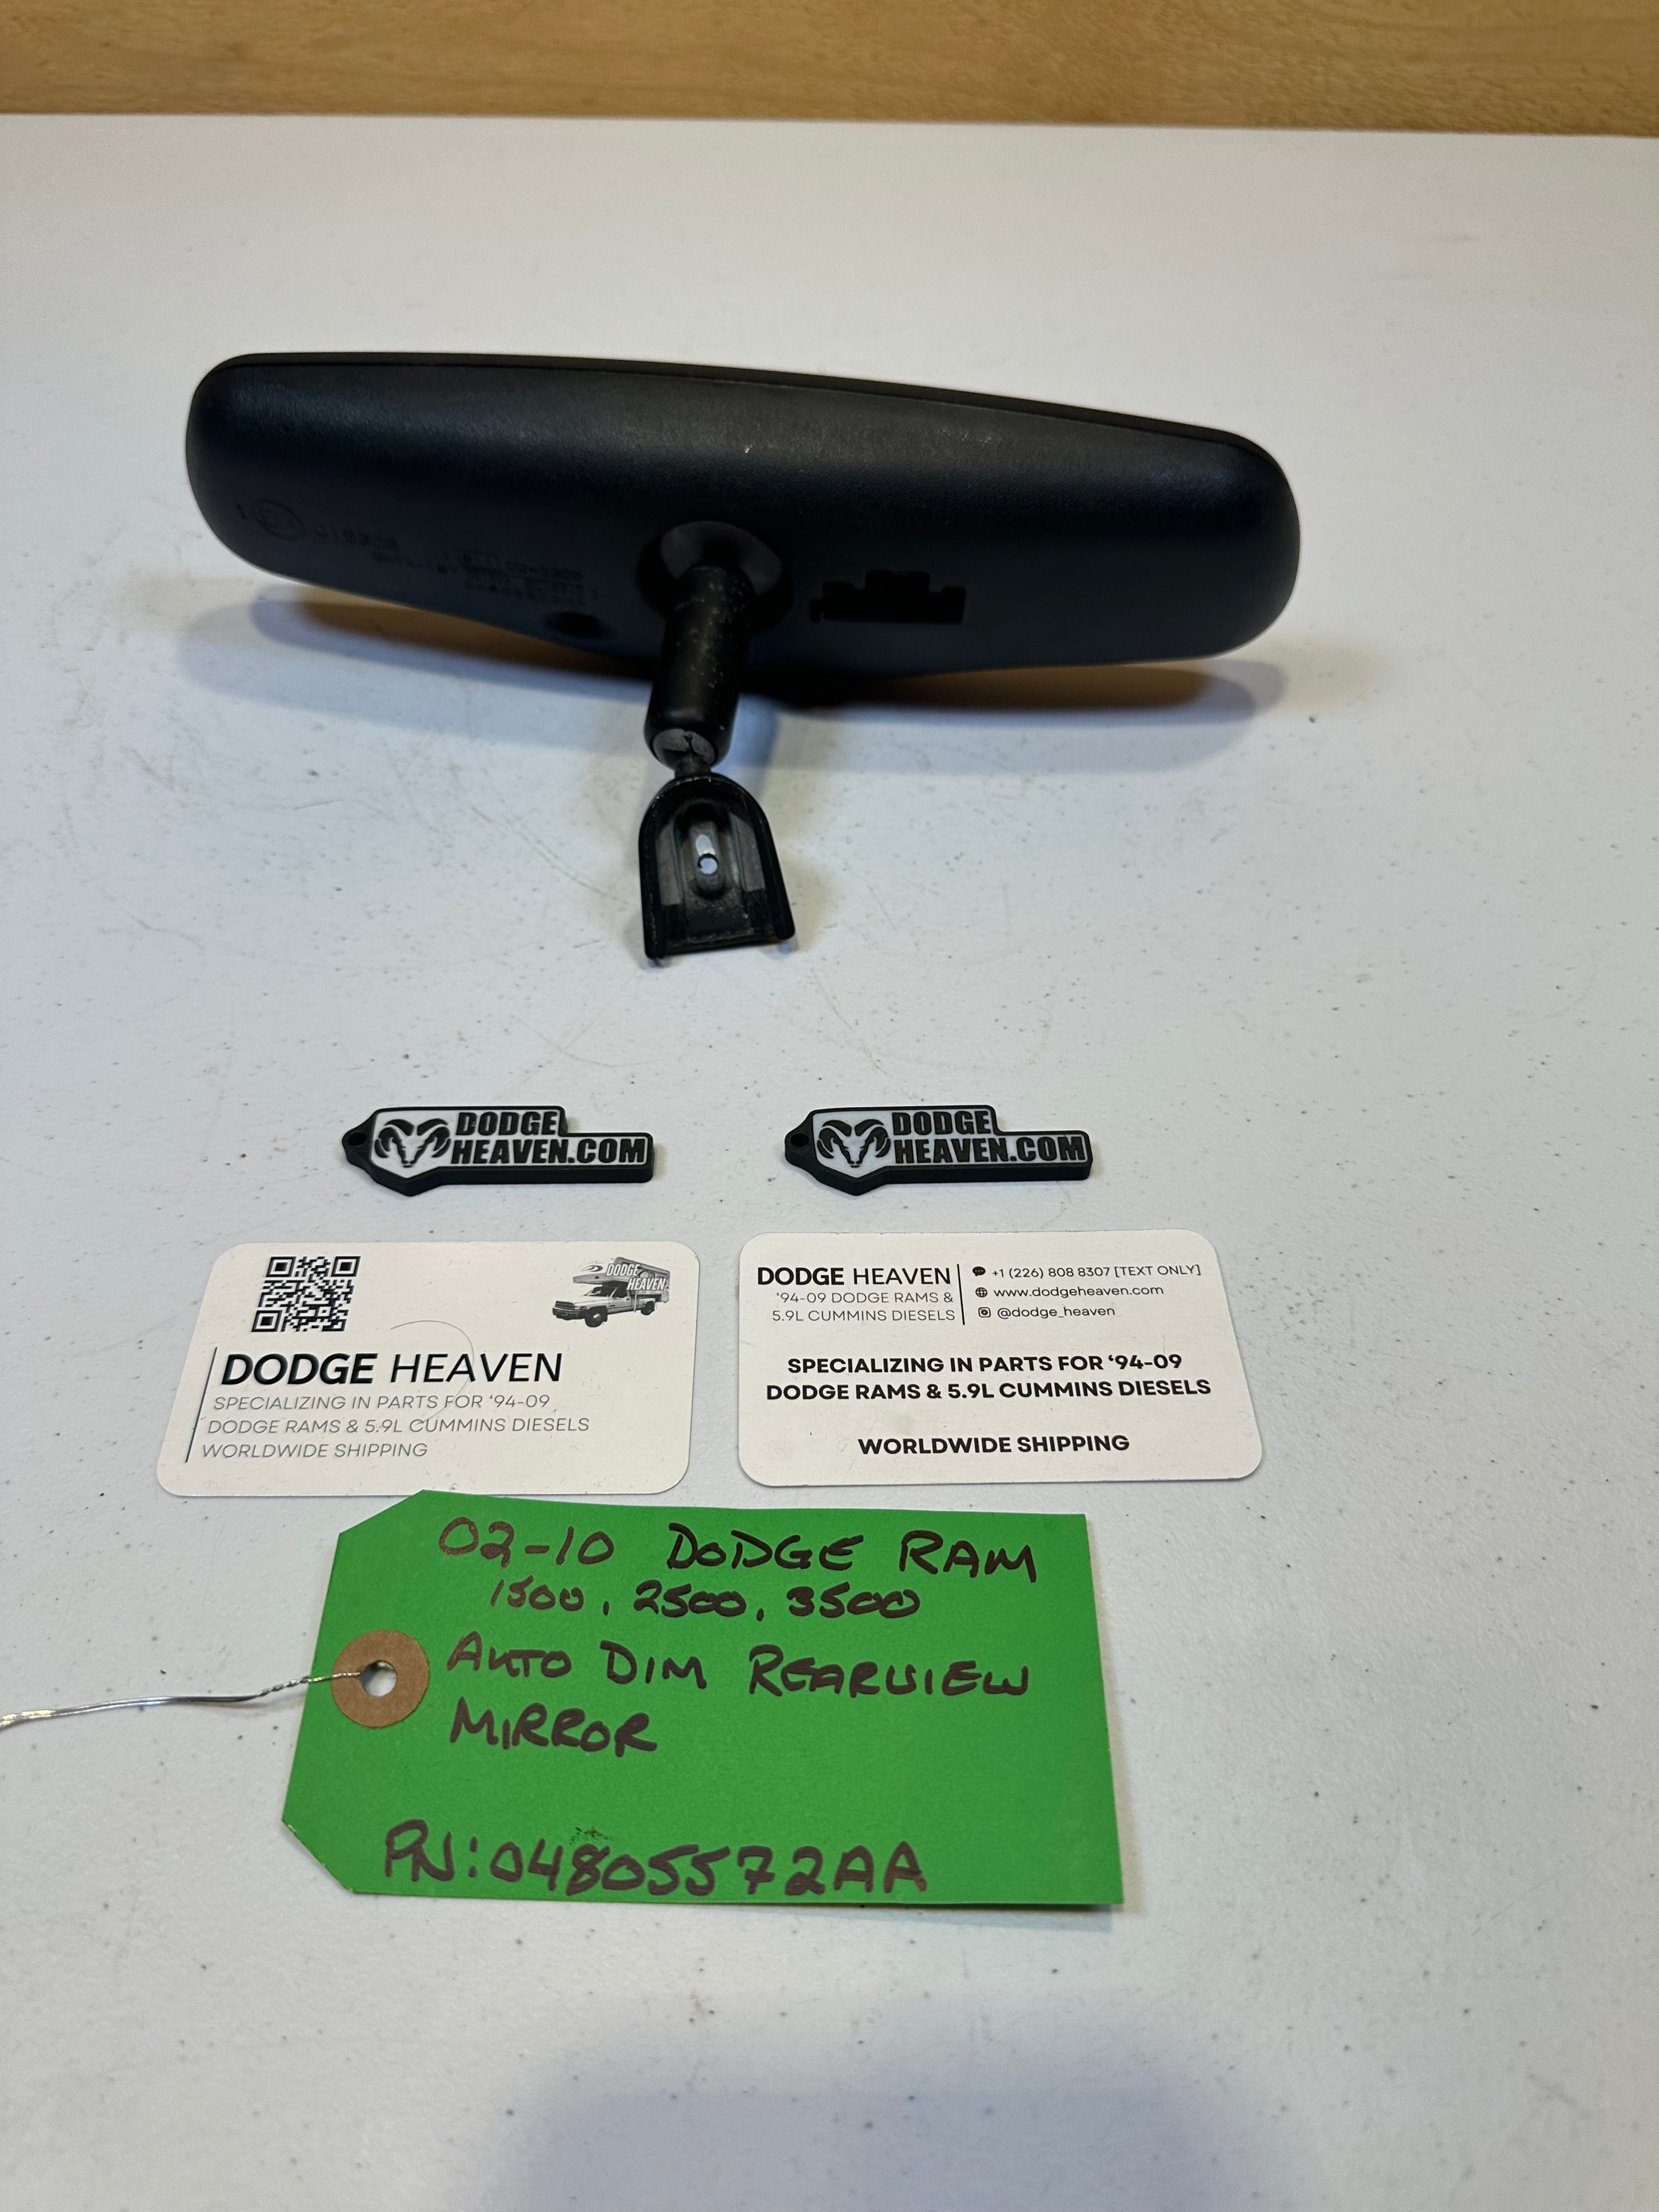 DODGE
HEAVEN.COM
DODGE
HEAVEN.COM
DODGE
HEAVEN
DODGE HEAVEN
SPECIALIZING IN PARTS FOR ‘94-09
DODGE RAMS & 5.9L CUMMINS DIESELS
WORLDWIDE SHIPPING
DODGE HEAVEN
‘94-09 DODGE RAMS &
5.9L CUMMINS DIESELS
+1 (226) 808 8307 [TEXT ONLY]
www.dodgeheaven.com
@dodge_heaven
SPECIALIZING IN PARTS FOR ‘94-09
DODGE RAMS & 5.9L CUMMINS DIESELS
WORLDWIDE SHIPPING
02-10 DODGE RAM
1500, 2500, 3500
AUTO DIM REARVIEW
MIRROR
PN:04805572AA